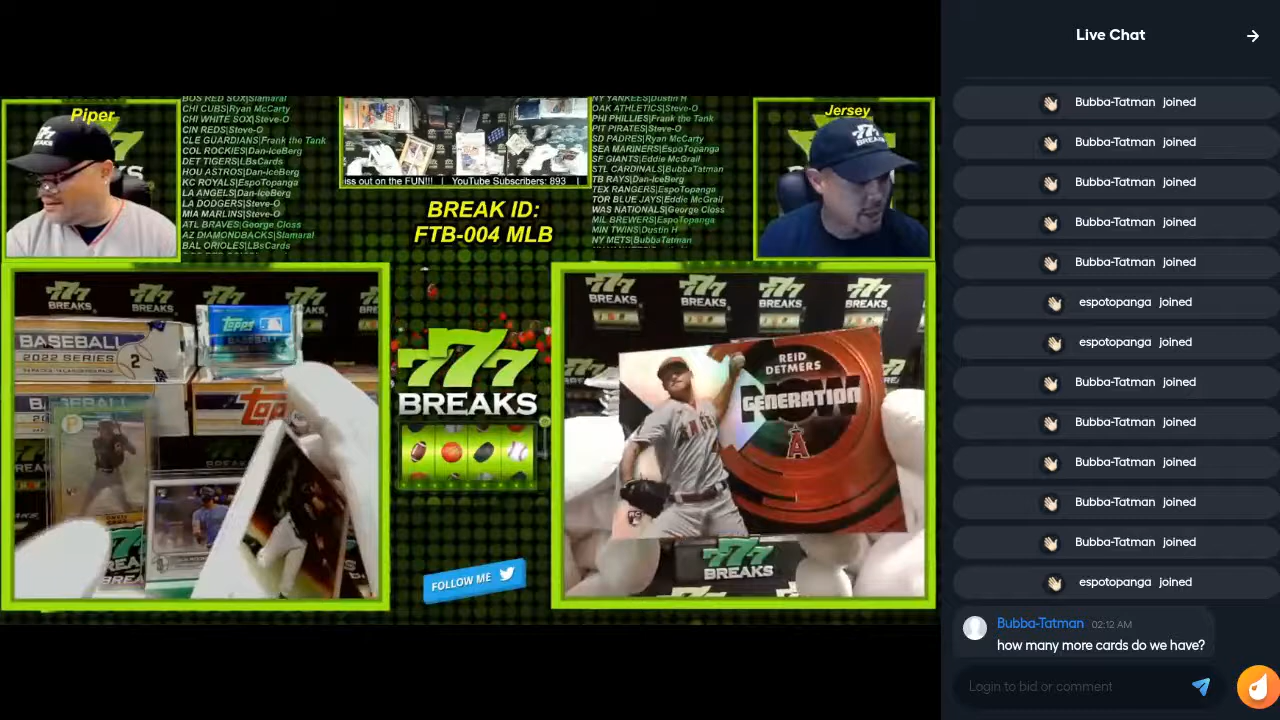 Live Chat
Bubba-Tatman joined
Bubba-Tatman joined
Bubba-Tatman joined
Bubba-Tatman joined
Bubba-Tatman joined
espotopanga joined
espotopanga joined
Bubba-Tatman joined
Bubba-Tatman joined
Bubba-Tatman joined
Bubba-Tatman joined
Bubba-Tatman joined
espotopanga joined
Bubba-Tatman 02:12 AM
how many more cards do we have?
Login to bid or comment
Piper
BOS RED SOX|Slamaral
CHI CUBS|Ryan McCarty
CHI WHITE SOX|Steve-O
CIN REDS|Steve-O
CLE GUARDIANS|Frank the Tank
COL ROCKIES|Dan-IceBerg
DET TIGERS|LBsCards
HOU ASTROS|Dan-IceBerg
KC ROYALS|EspoTopanga
LA ANGELS|Dan-IceBerg
LA DODGERS|Steve-O
MIA MARLINS|Steve-O
ATL BRAVES|George Closs
AZ DIAMONDBACKS|Slamaral
BAL ORIOLES|LBsCards
iss out on the FUN!!! | YouTube Subscribers: 893 |
BREAK ID:
FTB-004 MLB
NY YANKEES|Dustin H
OAK ATHLETICS|Steve-O
PHI PHILLIES|Frank the Tank
PIT PIRATES|Steve-O
SD PADRES|Ryan McCarty
SEA MARINERS|EspoTopanga
SF GIANTS|Eddie McGrail
STL CARDINALS|BubbaTatman
TB RAYS|Dan-IceBerg
TEX RANGERS|EspoTopanga
TOR BLUE JAYS|Eddie McGrail
WAS NATIONALS|George Closs
MIL BREWERS|EspoTopanga
MIN TWINS|Dustin H
NY METS|BubbaTatman
Jersey
777
BREAKS
FOLLOW ME
777
BREAKS
BASEBALL
2022 SERIES 2
TOPPS
BASEBALL
topps
REID
DETMERS
GENERATION
NOW
A
RC
777
BREAKS